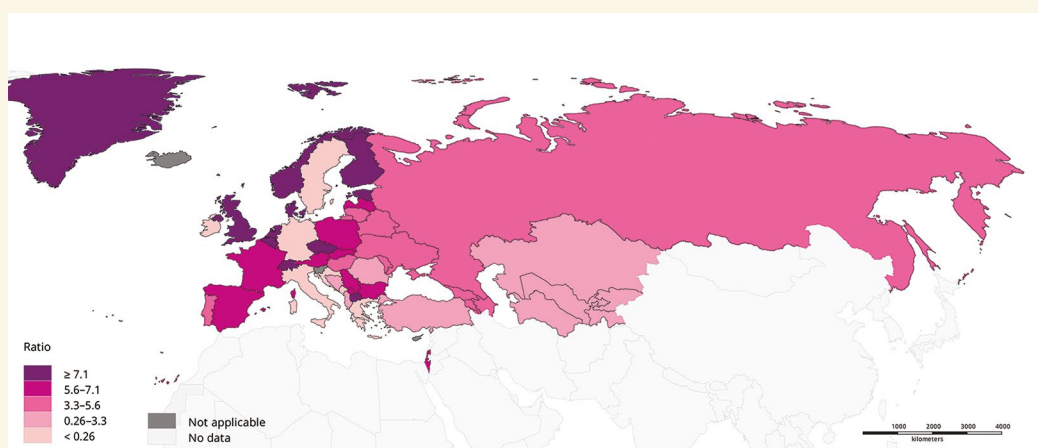 Ratio
≥ 7.1
5.6–7.1
3.3–5.6
0.26–3.3
< 0.26
Not applicable
No data
1000 2000 3000 4000
kilometers